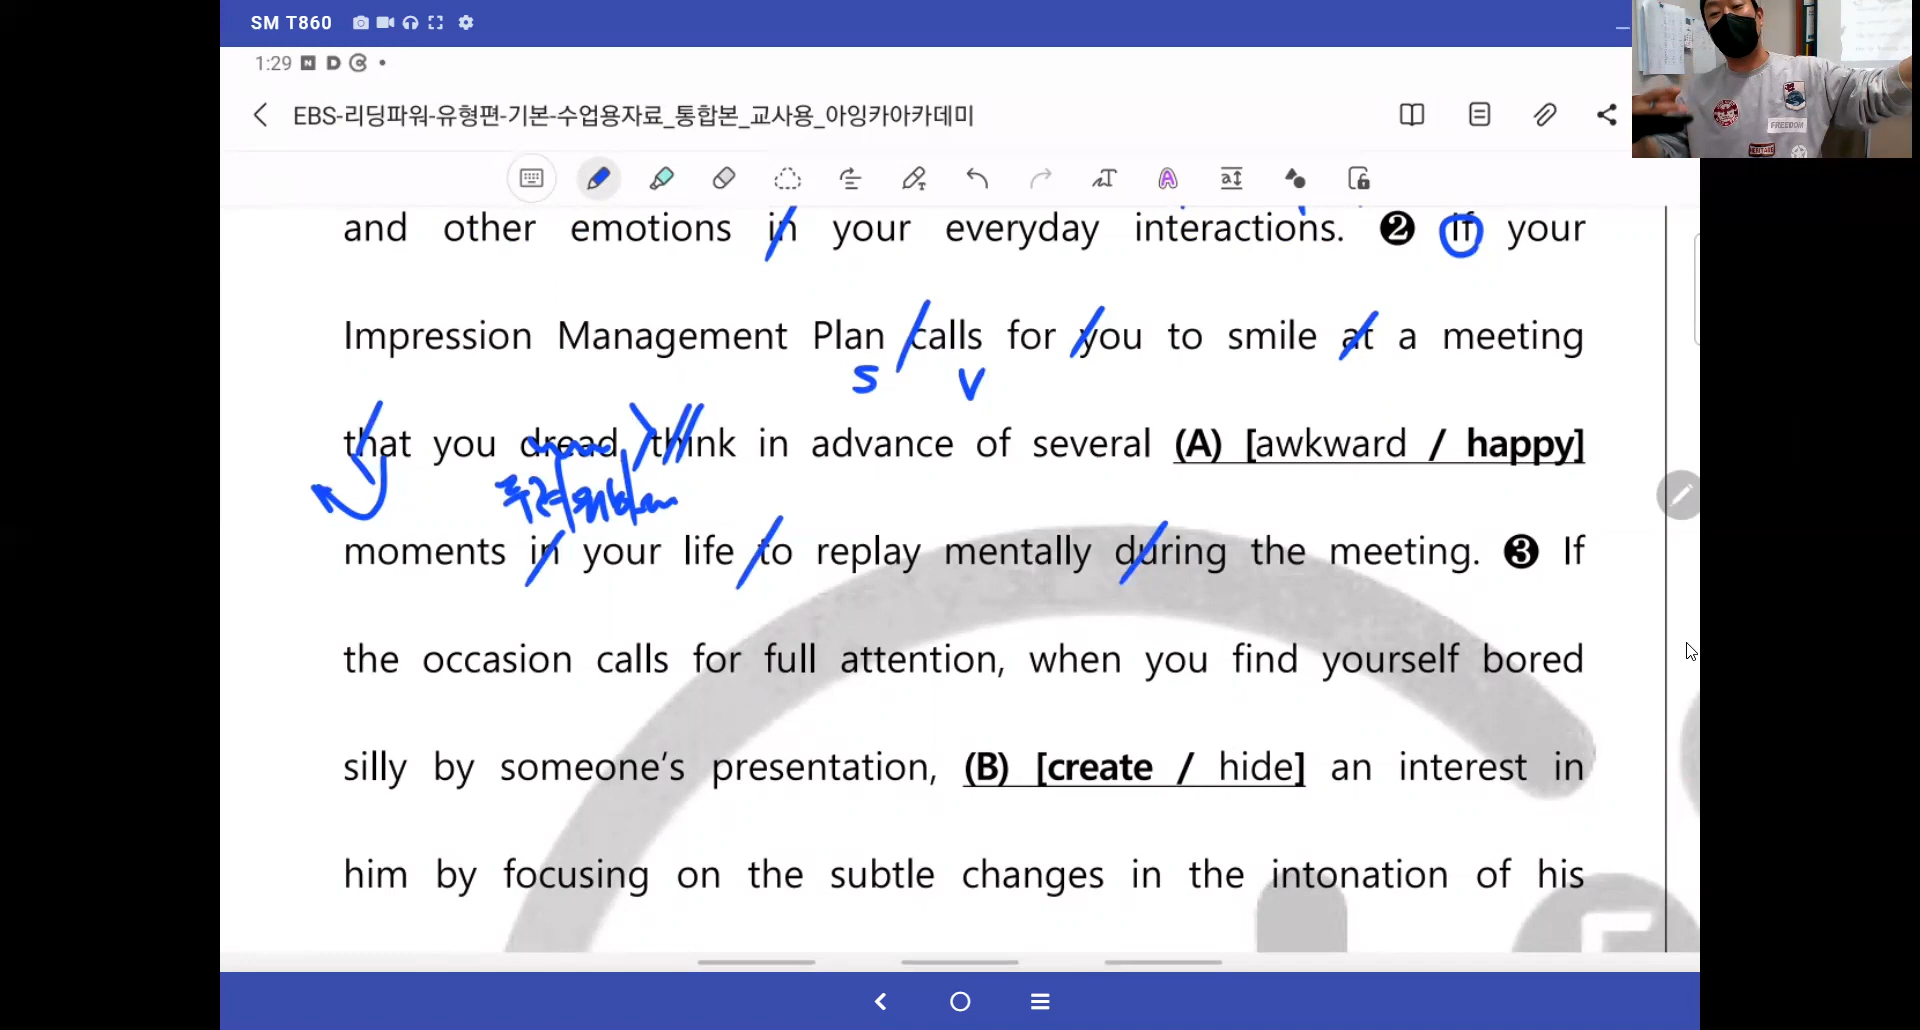 SM T860
1:29
EBS-리딩파워-유형편-기본-수업용자료_통합본_교사용_아잉카아카데미
and other emotions in your everyday interactions. ❷ If your
Impression Management Plan calls for you to smile at a meeting
S V
that you dread, think in advance of several (A) [awkward / happy]
moments in your life to replay mentally during the meeting. ❸ If
the occasion calls for full attention, when you find yourself bored
silly by someone's presentation, (B) [create / hide] an interest in
him by focusing on the subtle changes in the intonation of his
FREEDOM
HERITAGE